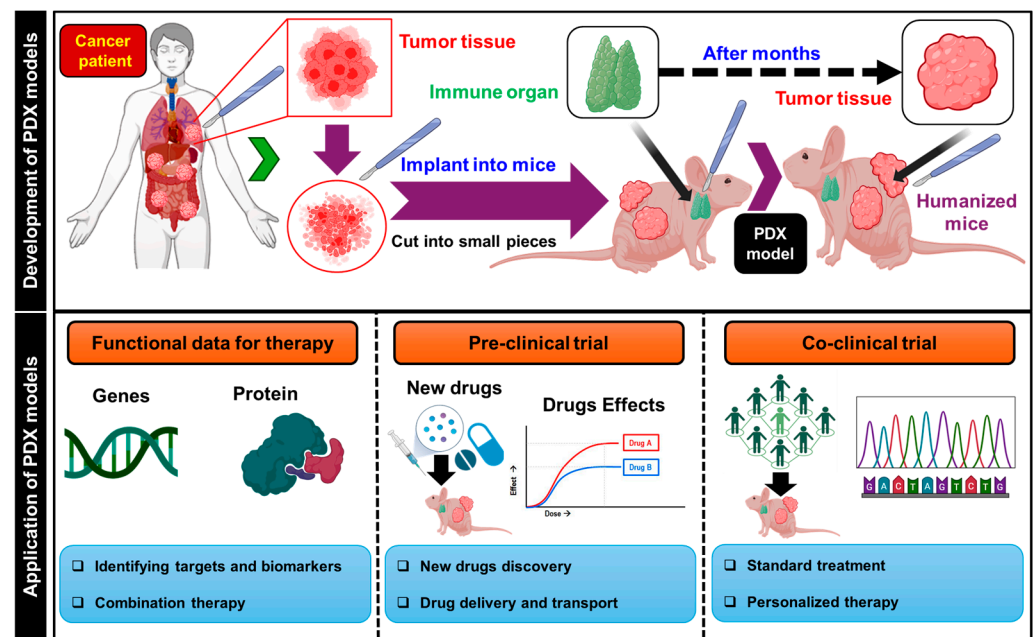 Development of PDX models
Cancer
patient
Tumor tissue
Immune organ
After months
Tumor tissue
Implant into mice
Cut into small pieces
PDX
model
Humanized
mice
Application of PDX models
Functional data for therapy
Genes
Protein
Identifying targets and biomarkers
Combination therapy
Pre-clinical trial
New drugs
Drugs Effects
Drug A
Drug B
Effect →
Dose →
New drugs discovery
Drug delivery and transport
Co-clinical trial
G A C T A G T C T G
Standard treatment
Personalized therapy